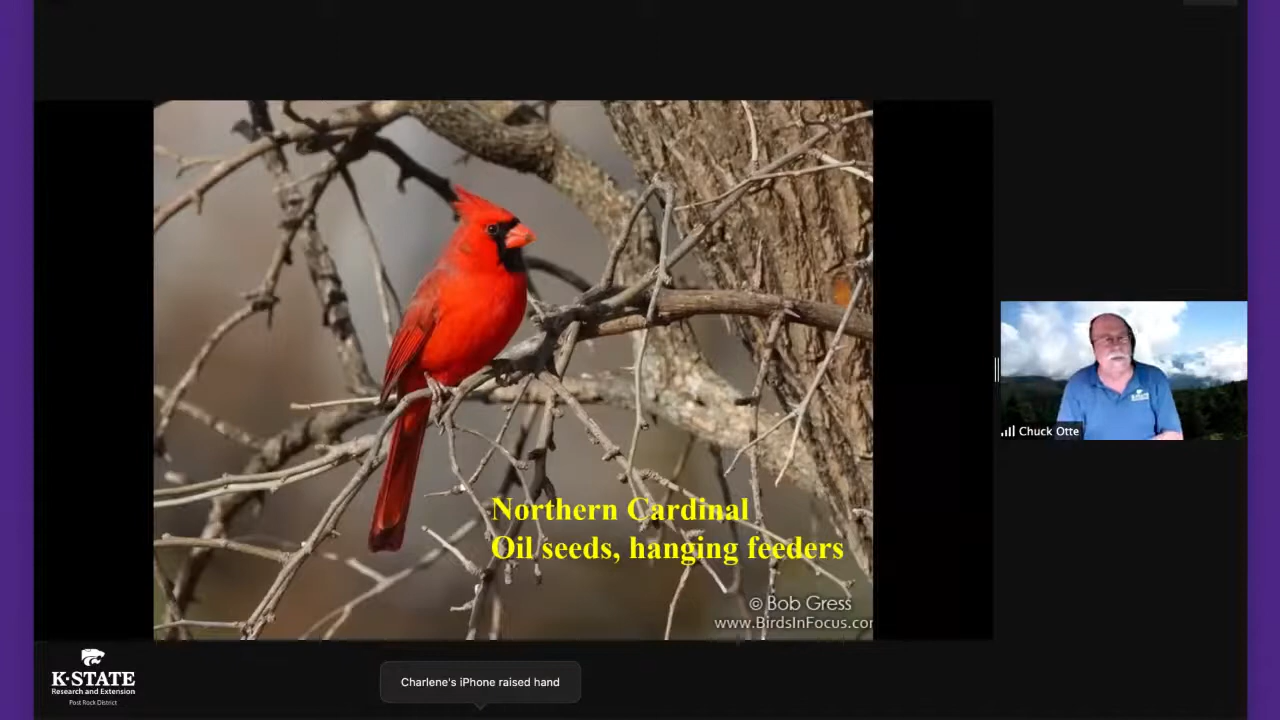 Northern Cardinal
Oil seeds, hanging feeders
© Bob Gress
www.BirdsInFocus.cor
Chuck Otte
K-STATE
Research and Extension
Post Rock District
Charlene's iPhone raised hand